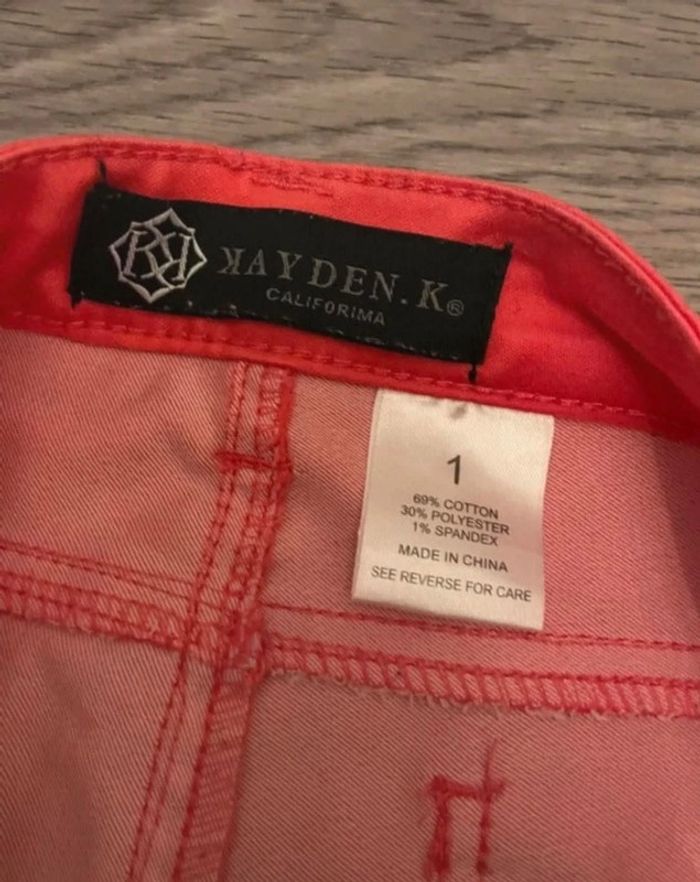 KAYDEN.K®
CALIFORIMA
1
69% COTTON
30% POLYESTER
1% SPANDEX
MADE IN CHINA
SEE REVERSE FOR CARE